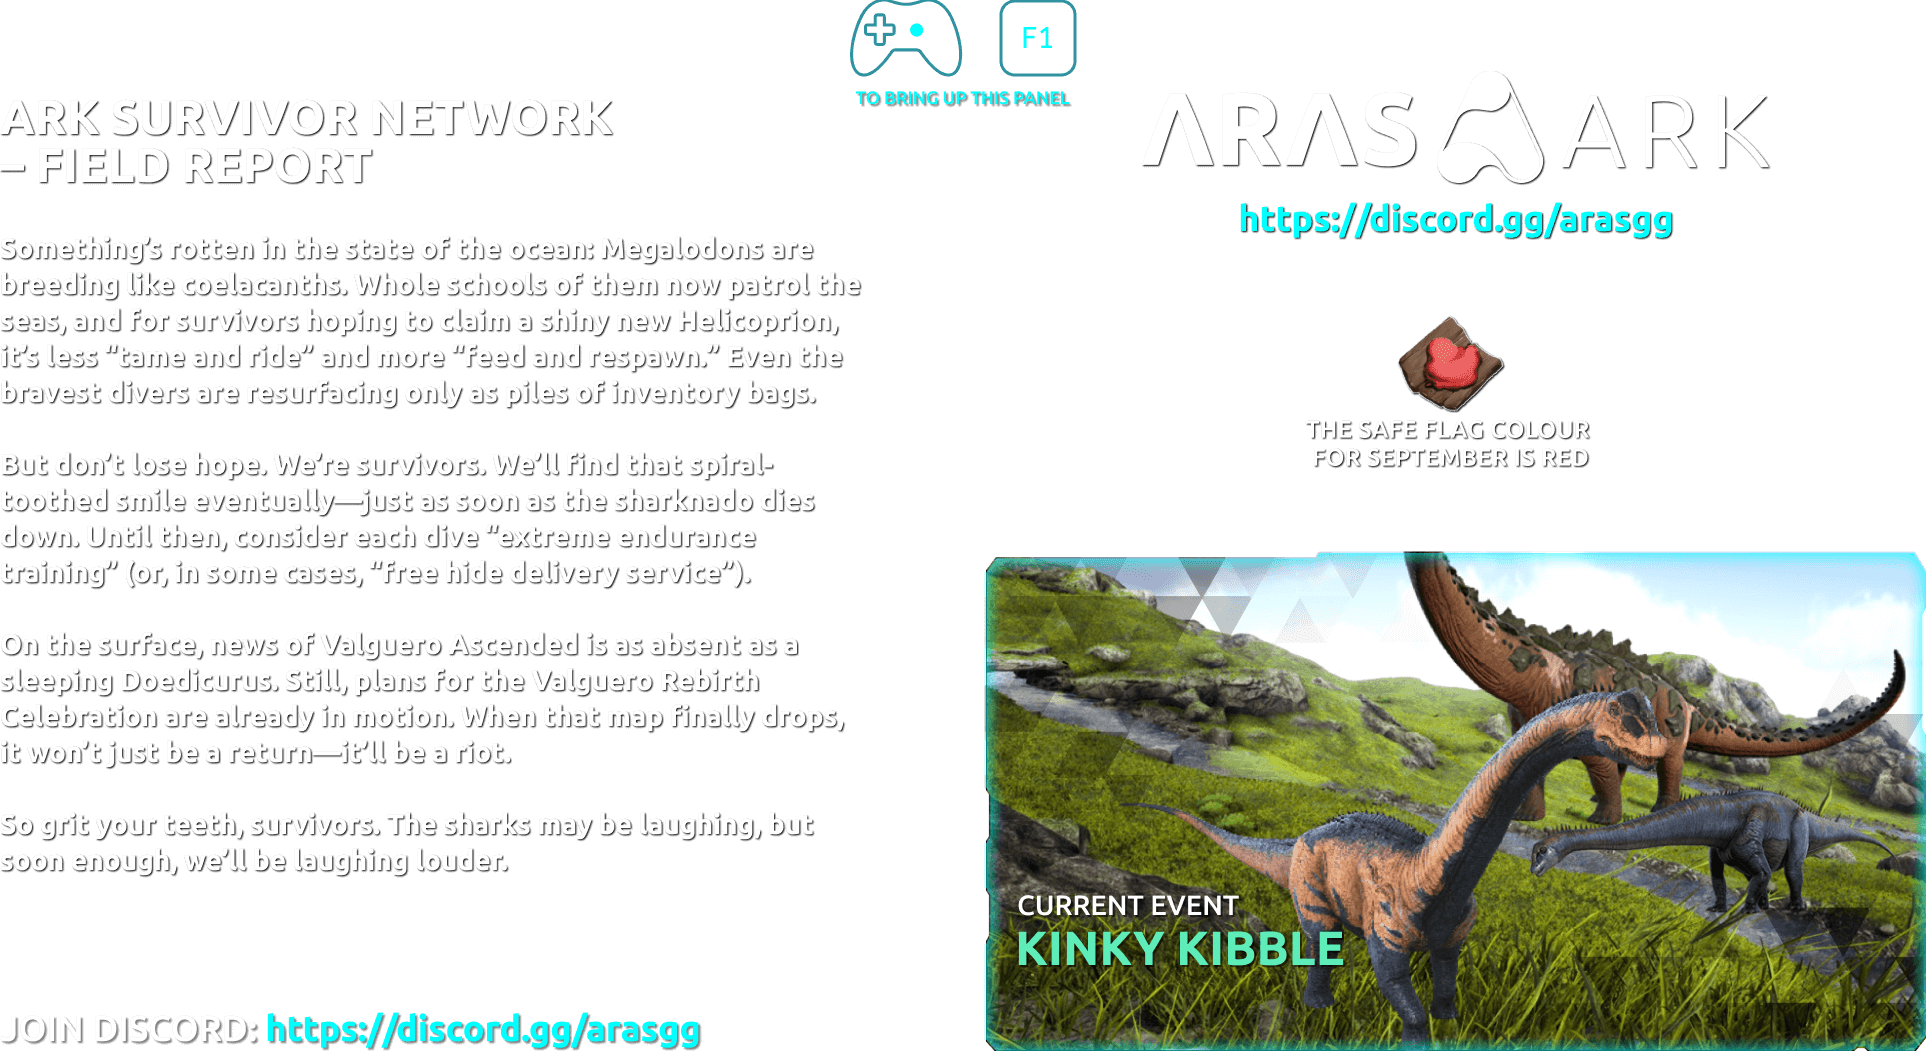 F1
TO BRING UP THIS PANEL
ARK SURVIVOR NETWORK
– FIELD REPORT
Something’s rotten in the state of the ocean: Megalodons are
breeding like coelacanths. Whole schools of them now patrol the
seas, and for survivors hoping to claim a shiny new Helicoprion,
it’s less “tame and ride” and more “feed and respawn.” Even the
bravest divers are resurfacing only as piles of inventory bags.
But don’t lose hope. We’re survivors. We’ll find that spiral-
toothed smile eventually—just as soon as the sharknado dies
down. Until then, consider each dive “extreme endurance
training” (or, in some cases, “free hide delivery service”).
On the surface, news of Valguero Ascended is as absent as a
sleeping Doedicurus. Still, plans for the Valguero Rebirth
Celebration are already in motion. When that map finally drops,
it won’t just be a return—it’ll be a riot.
So grit your teeth, survivors. The sharks may be laughing, but
soon enough, we’ll be laughing louder.
JOIN DISCORD: https://discord.gg/arasgg
ARAS ARK
https://discord.gg/arasgg
THE SAFE FLAG COLOUR
FOR SEPTEMBER IS RED
CURRENT EVENT
KINKY KIBBLE